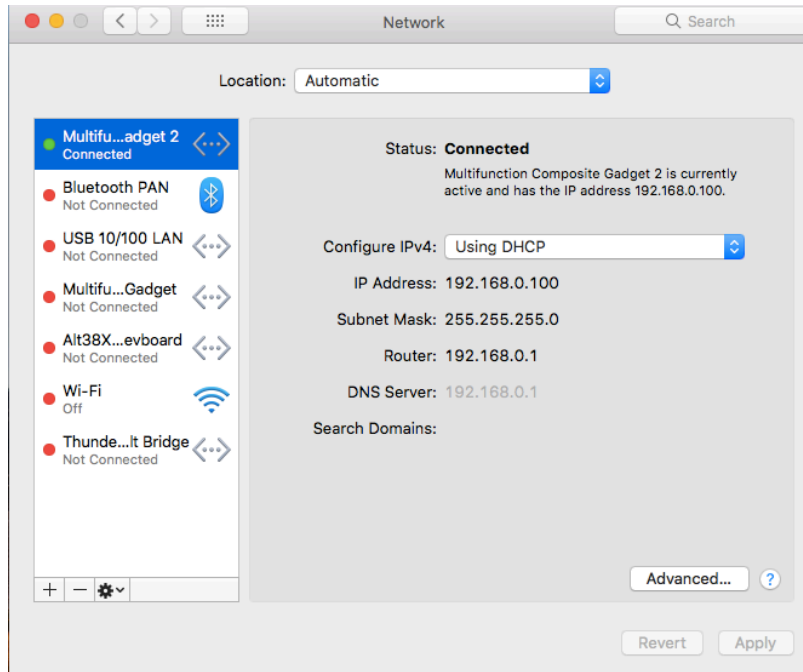 Network
Search
Location: Automatic
Multifu...adget 2
Connected
Bluetooth PAN
Not Connected
USB 10/100 LAN
Not Connected
Multifu...Gadget
Not Connected
Alt38X...evboard
Not Connected
Wi-Fi
Off
Thunde...lt Bridge
Not Connected
Status: Connected
Multifunction Composite Gadget 2 is currently
active and has the IP address 192.168.0.100.
Configure IPv4: Using DHCP
IP Address: 192.168.0.100
Subnet Mask: 255.255.255.0
Router: 192.168.0.1
DNS Server: 192.168.0.1
Search Domains:
Advanced... ?
Revert Apply